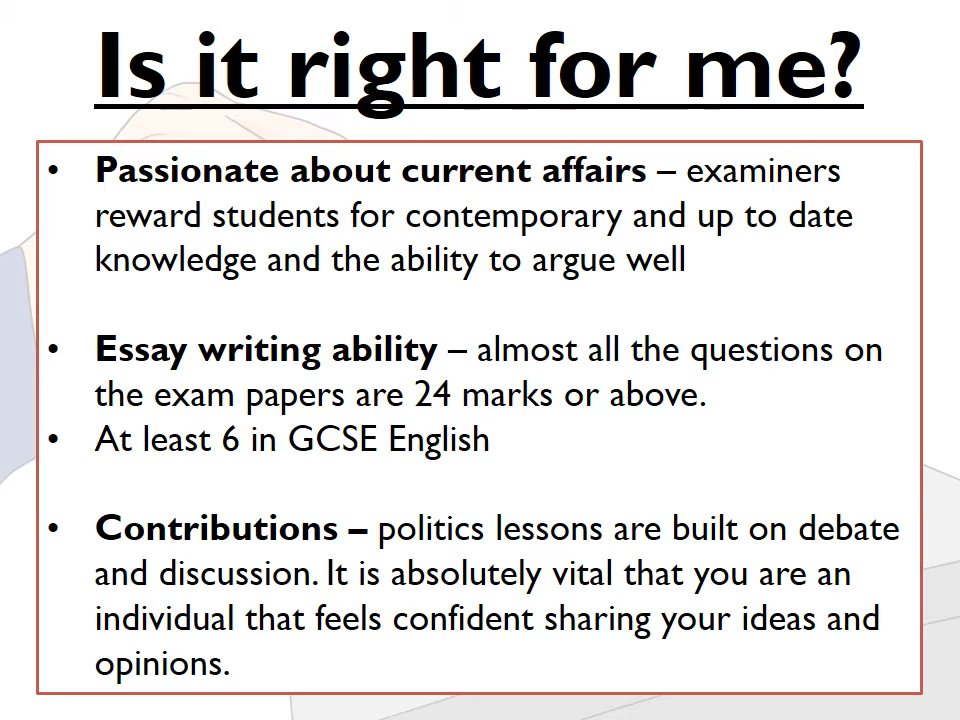 Is it right for me?
• Passionate about current affairs – examiners
reward students for contemporary and up to date
knowledge and the ability to argue well
• Essay writing ability – almost all the questions on
the exam papers are 24 marks or above.
• At least 6 in GCSE English
• Contributions – politics lessons are built on debate
and discussion. It is absolutely vital that you are an
individual that feels confident sharing your ideas and
opinions.